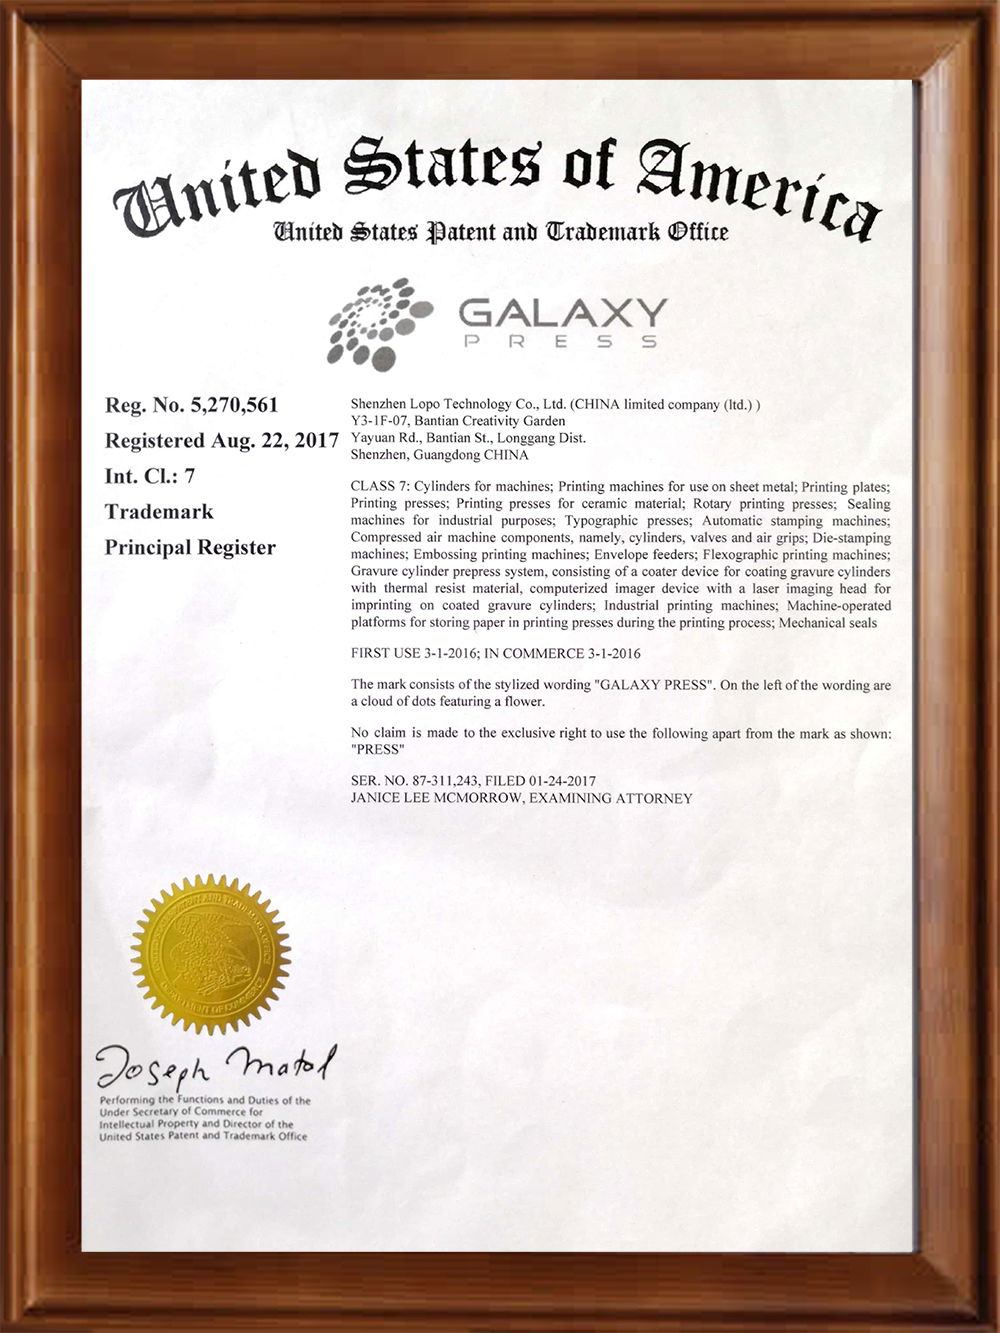 United States of America
United States Patent and Trademark Office
GALAXY
PRESS
Reg. No. 5,270,561
Registered Aug. 22, 2017
Int. Cl.: 7
Trademark
Principal Register
Shenzhen Lopo Technology Co., Ltd. (CHINA limited company (ltd.) )
Y3-1F-07, Bantian Creativity Garden
Yayuan Rd., Bantian St., Longgang Dist.
Shenzhen, Guangdong CHINA
CLASS 7: Cylinders for machines; Printing machines for use on sheet metal; Printing plates;
Printing presses; Printing presses for ceramic material; Rotary printing presses; Sealing
machines for industrial purposes; Typographic presses; Automatic stamping machines;
Compressed air machine components, namely, cylinders, valves and air grips; Die-stamping
machines; Embossing printing machines; Envelope feeders; Flexographic printing machines;
Gravure cylinder prepress system, consisting of a coater device for coating gravure cylinders
with thermal resist material, computerized imager device with a laser imaging head for
imprinting on coated gravure cylinders; Industrial printing machines; Machine-operated
platforms for storing paper in printing presses during the printing process; Mechanical seals
FIRST USE 3-1-2016; IN COMMERCE 3-1-2016
The mark consists of the stylized wording "GALAXY PRESS". On the left of the wording are
a cloud of dots featuring a flower.
No claim is made to the exclusive right to use the following apart from the mark as shown:
"PRESS"
SER. NO. 87-311,243, FILED 01-24-2017
JANICE LEE MCMORROW, EXAMINING ATTORNEY
PATENT AND TRADEMARK OFFICE
DEPARTMENT OF COMMERCE
Joseph Matal
Performing the Functions and Duties of the
Under Secretary of Commerce for
Intellectual Property and Director of the
United States Patent and Trademark Office